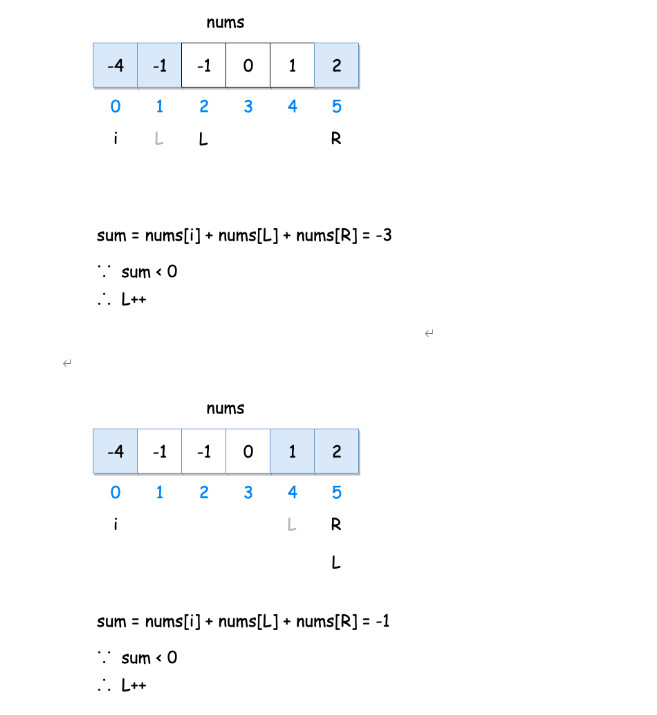 nums
-4 -1 -1 0 1 2
0 1 2 3 4 5
i L L R
sum = nums[i] + nums[L] + nums[R] = -3
∵ sum < 0
∴ L++
↵
↵
nums
-4 -1 -1 0 1 2
0 1 2 3 4 5
i L R
L
sum = nums[i] + nums[L] + nums[R] = -1
∵ sum < 0
∴ L++